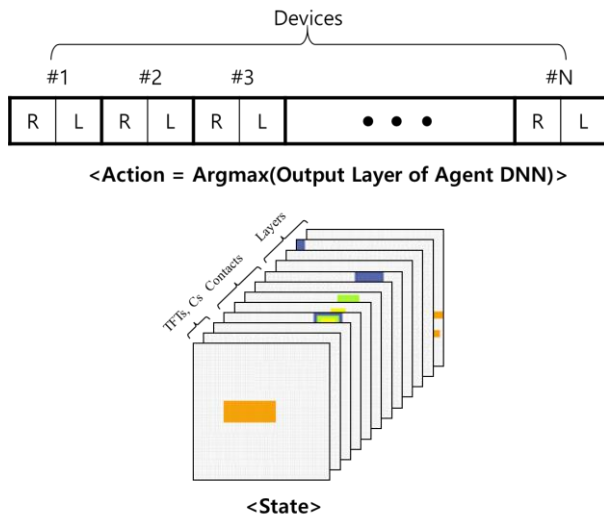 Devices
#1 #2 #3 #N
R L R L R L • • • R L
<Action = Argmax(Output Layer of Agent DNN)>
TFTs, Cs Contacts Layers
<State>